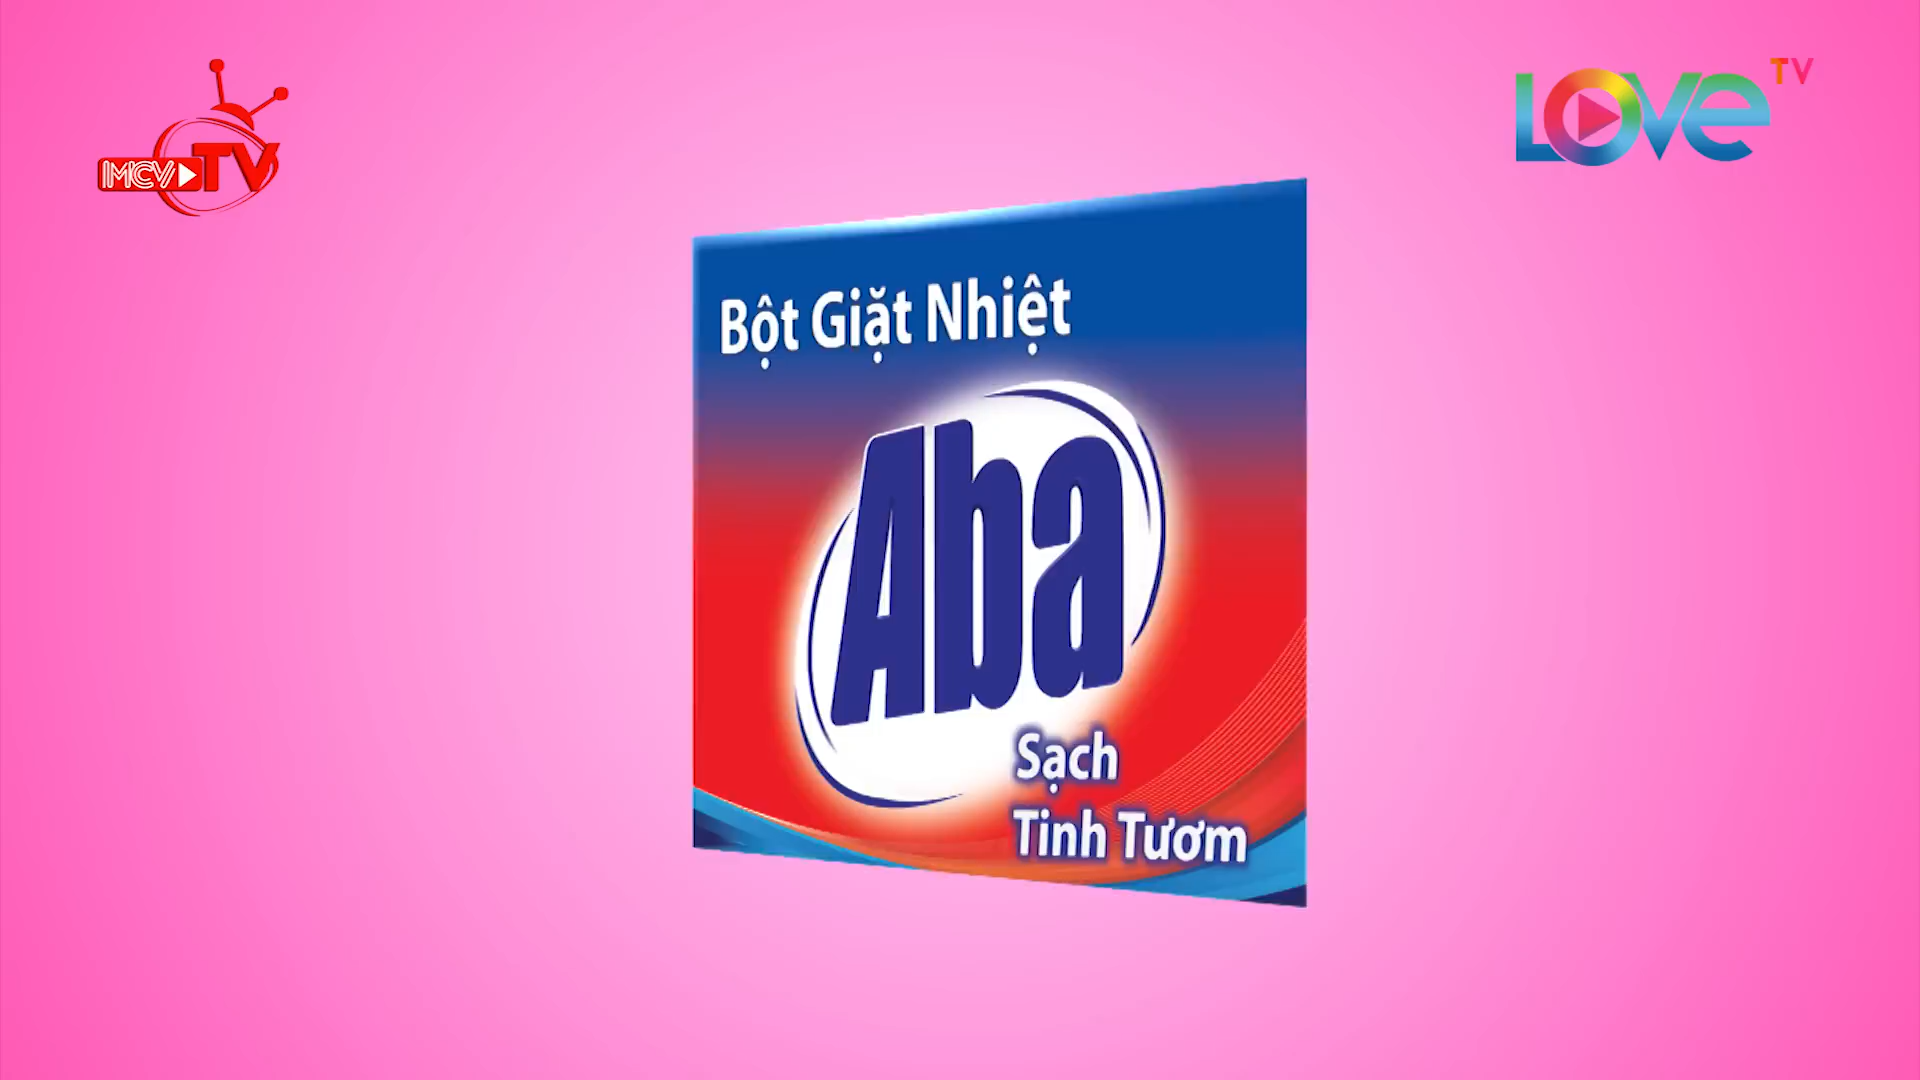 IMCV TV
LOVE TV
Bột Giặt Nhiệt
Aba
Sạch
Tinh Tươm